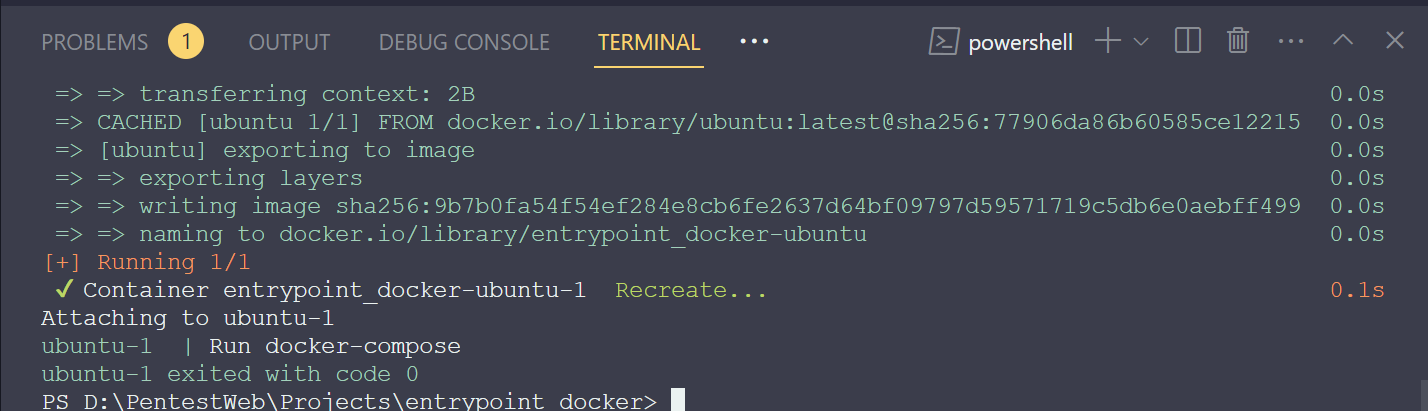 PROBLEMS 1 OUTPUT DEBUG CONSOLE TERMINAL ··· powershell
=> => transferring context: 2B 0.0s
=> CACHED [ubuntu 1/1] FROM docker.io/library/ubuntu:latest@sha256:77906da86b60585ce12215 0.0s
=> [ubuntu] exporting to image 0.0s
=> => exporting layers 0.0s
=> => writing image sha256:9b7b0fa54f54ef284e8cb6fe2637d64bf09797d59571719c5db6e0aebff499 0.0s
=> => naming to docker.io/library/entrypoint_docker-ubuntu 0.0s
[+] Running 1/1
✓ Container entrypoint_docker-ubuntu-1 Recreate... 0.1s
Attaching to ubuntu-1
ubuntu-1 | Run docker-compose
ubuntu-1 exited with code 0
PS D:\PentestWeb\Projects\entrypoint_docker>